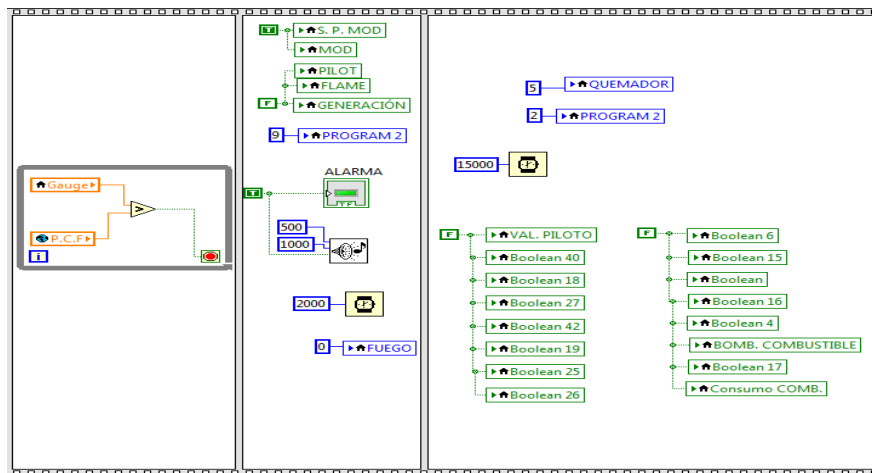 Gauge
P.C.F
i
T
S. P. MOD
MOD
PILOT
FLAME
F
GENERACIÓN
9
PROGRAM 2
ALARMA
T
TF
500
1000
2000
0
FUEGO
5
QUEMADOR
2
PROGRAM 2
15000
F
VAL. PILOTO
Boolean 40
Boolean 18
Boolean 27
Boolean 42
Boolean 19
Boolean 25
Boolean 26
F
Boolean 6
Boolean 15
Boolean
Boolean 16
Boolean 4
BOMB. COMBUSTIBLE
Boolean 17
Consumo COMB.